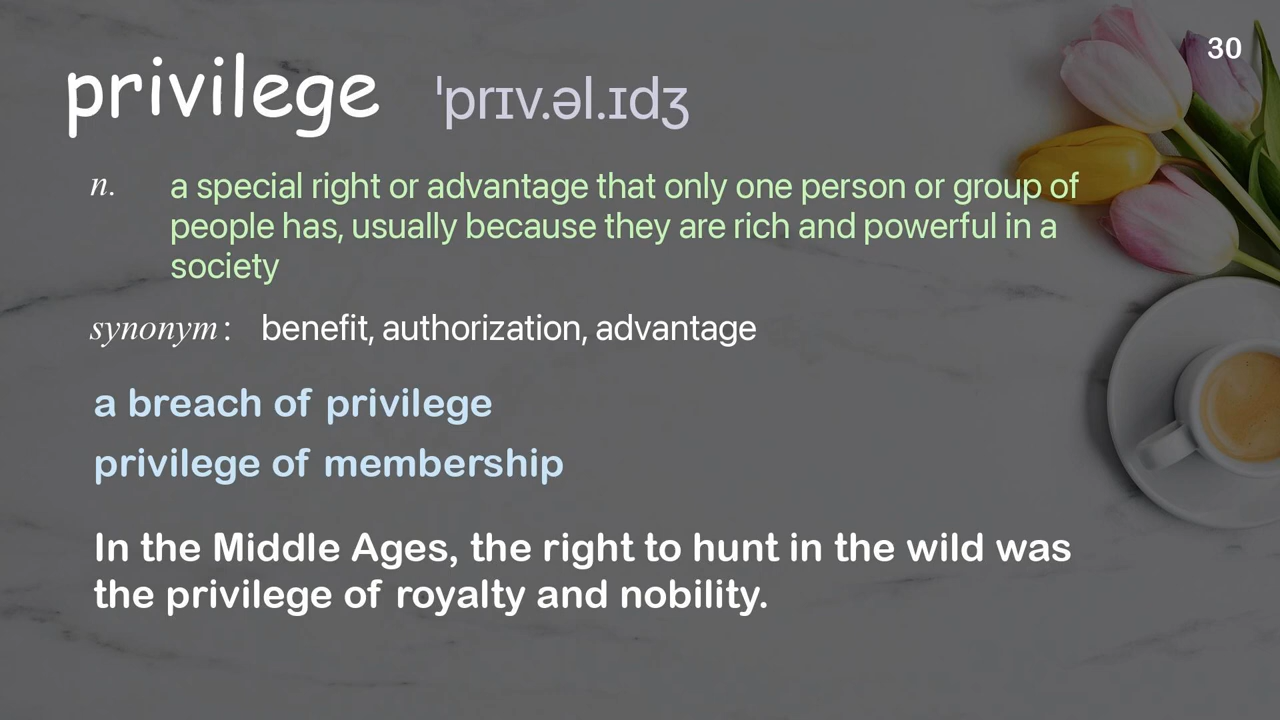 30
privilege ˈprɪv.əl.ɪdʒ
n. a special right or advantage that only one person or group of
people has, usually because they are rich and powerful in a
society
synonym: benefit, authorization, advantage
a breach of privilege
privilege of membership
In the Middle Ages, the right to hunt in the wild was
the privilege of royalty and nobility.